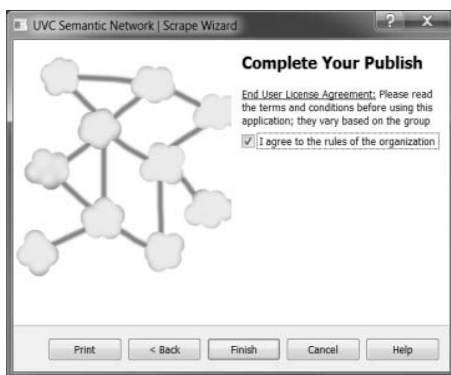 UVC Semantic Network | Scrape Wizard
? X
Complete Your Publish
End User License Agreement: Please read
the terms and conditions before using this
application; they vary based on the group
I agree to the rules of the organization
Print < Back Finish Cancel Help